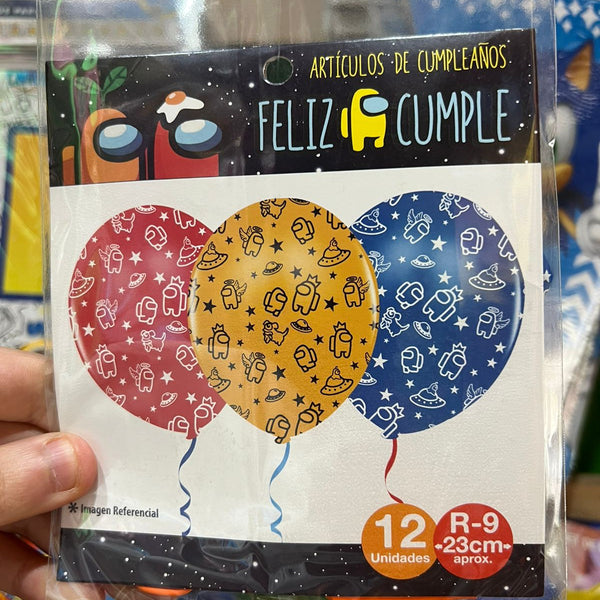 ARTÍCULOS DE CUMPLEAÑOS
FELIZ CUMPLE
* Imagen Referencial
12
Unidades
R-9
23cm
aprox.